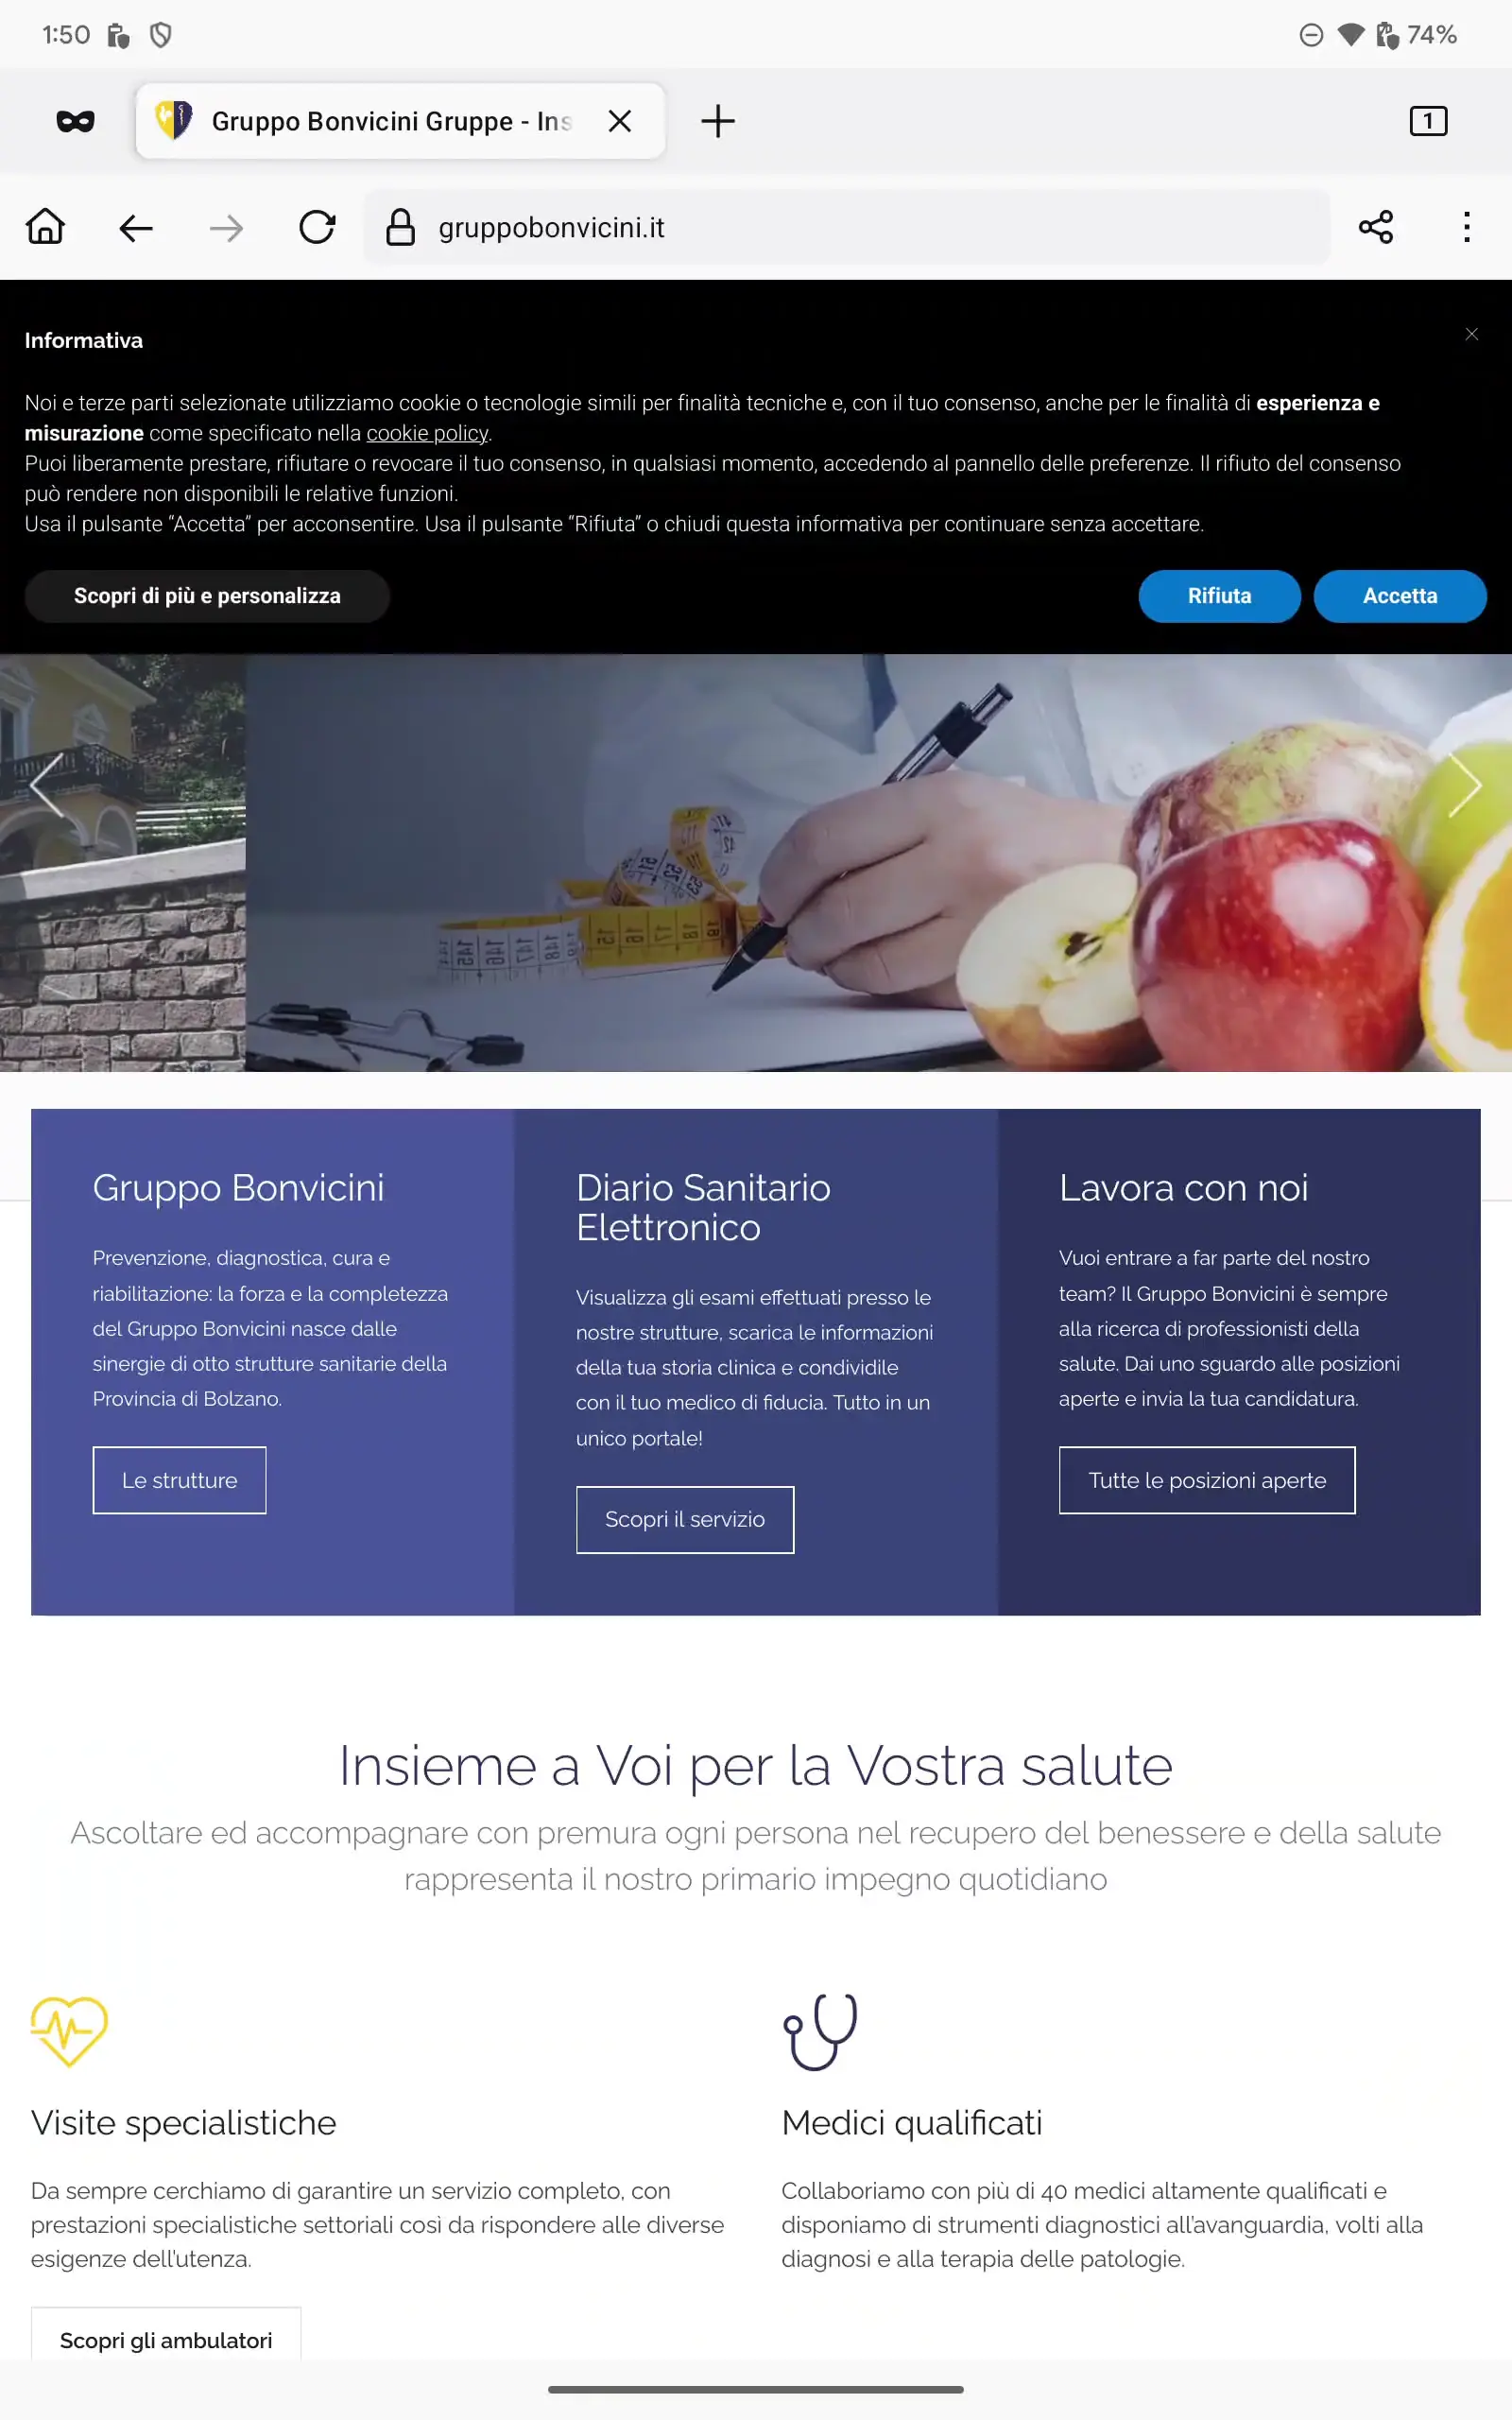 1:50
74%
Gruppo Bonvicini Gruppe - Ins
1
gruppobonvicini.it
Informativa
Noi e terze parti selezionate utilizziamo cookie o tecnologie simili per finalità tecniche e, con il tuo consenso, anche per le finalità di esperienza e
misurazione come specificato nella cookie policy.
Puoi liberamente prestare, rifiutare o revocare il tuo consenso, in qualsiasi momento, accedendo al pannello delle preferenze. Il rifiuto del consenso
può rendere non disponibili le relative funzioni.
Usa il pulsante “Accetta” per acconsentire. Usa il pulsante “Rifiuta” o chiudi questa informativa per continuare senza accettare.
Scopri di più e personalizza
Rifiuta
Accetta
Gruppo Bonvicini
Prevenzione, diagnostica, cura e
riabilitazione: la forza e la completezza
del Gruppo Bonvicini nasce dalle
sinergie di otto strutture sanitarie della
Provincia di Bolzano.
Le strutture
Diario Sanitario
Elettronico
Visualizza gli esami effettuati presso le
nostre strutture, scarica le informazioni
della tua storia clinica e condividile
con il tuo medico di fiducia. Tutto in un
unico portale!
Scopri il servizio
Lavora con noi
Vuoi entrare a far parte del nostro
team? Il Gruppo Bonvicini è sempre
alla ricerca di professionisti della
salute. Dai uno sguardo alle posizioni
aperte e invia la tua candidatura.
Tutte le posizioni aperte
Insieme a Voi per la Vostra salute
Ascoltare ed accompagnare con premura ogni persona nel recupero del benessere e della salute
rappresenta il nostro primario impegno quotidiano
Visite specialistiche
Da sempre cerchiamo di garantire un servizio completo, con
prestazioni specialistiche settoriali così da rispondere alle diverse
esigenze dell'utenza.
Scopri gli ambulatori
Medici qualificati
Collaboriamo con più di 40 medici altamente qualificati e
disponiamo di strumenti diagnostici all'avanguardia, volti alla
diagnosi e alla terapia delle patologie.